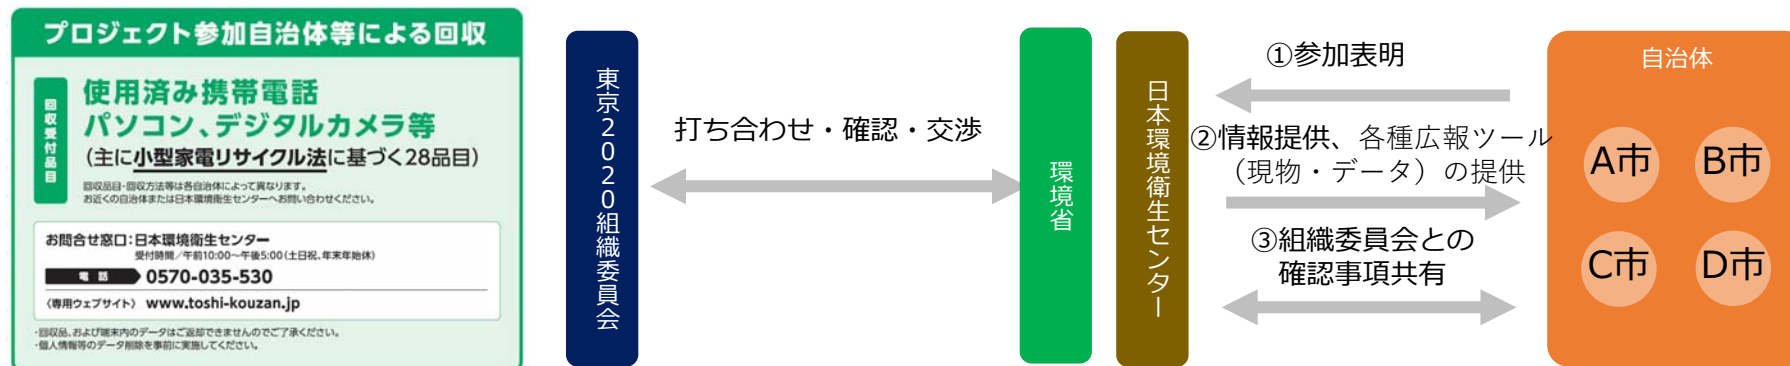 プロジェクト参加自治体等による回収
回収受付品目
使用済み携帯電話
パソコン、デジタルカメラ等
(主に小型家電リサイクル法に基づく28品目)
回収品目・回収方法等は各自治体によって異なります。
お近くの自治体または日本環境衛生センターへお問い合わせください。
お問合せ窓口:日本環境衛生センター
受付時間/午前10:00~午後5:00(土日祝、年末年始休)
電話 0570-035-530
〈専用ウェブサイト〉 www.toshi-kouzan.jp
・回収品、および端末内のデータはご返却できませんのでご了承ください。
・個人情報等のデータ削除を事前に実施してください。
東京2020組織委員会
打ち合わせ・確認・交渉
環境省
日本環境衛生センター
①参加表明
②情報提供、各種広報ツール
(現物・データ)の提供
③組織委員会との
確認事項共有
自治体
A市
B市
C市
D市